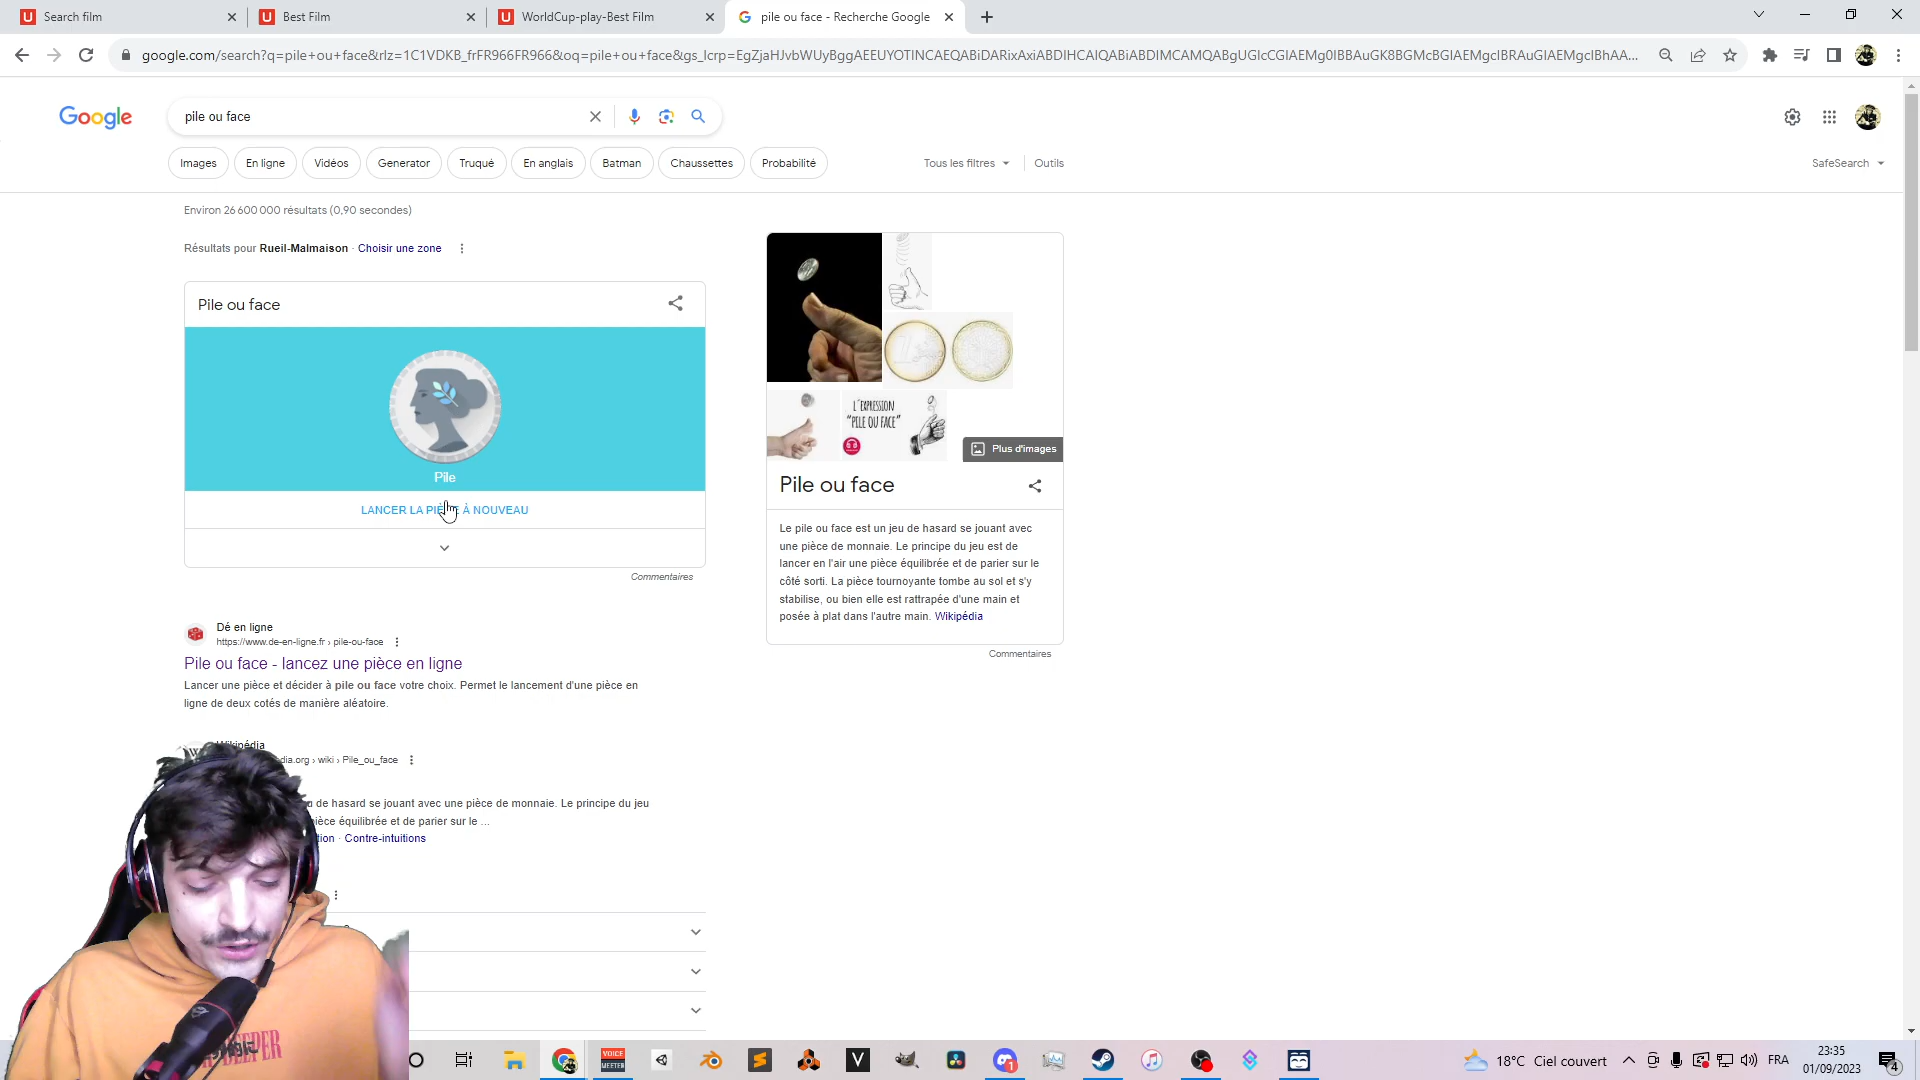 Search film
Best Film
WorldCup-play-Best Film
pile ou face - Recherche Google
google.com/search?q=pile+ou+face&rlz=1C1VDKB_frFR966FR966&oq=pile+ou+face&gs_lcrp=
Google
pile ou face
Images
En ligne
Vidéos
Generator
Truqué
En anglais
Batman
Chaussettes
Probabilité
Tous les filtres
Outils
SafeSearch
Environ 26 600 000 résultats (0,90 secondes)
Résultats pour Rueil-Malmaison · Choisir une zone
Pile ou face
Pile
LANCER LA PIÈCE À NOUVEAU
Commentaires
Dé en ligne
https://www.de-en-ligne.fr › pile-ou-face
Pile ou face - lancez une pièce en ligne
Lancer une pièce et décider à pile ou face votre choix. Permet le lancement d'une pièce en
ligne de deux cotés de manière aléatoire.
Wikipédia
dia.org › wiki › Pile_ou_face
de hasard se jouant avec une pièce de monnaie. Le principe du jeu
ièce équilibrée et de parier sur le ...
tion · Contre-intuitions
L'EXPRESSION
"PILE OU FACE"
Plus d'images
Pile ou face
Le pile ou face est un jeu de hasard se jouant avec
une pièce de monnaie. Le principe du jeu est de
lancer en l'air une pièce équilibrée et de parier sur le
côté sorti. La pièce tournoyante tombe au sol et s'y
stabilise, ou bien elle est rattrapée d'une main et
posée à plat dans l'autre main. Wikipédia
Commentaires
VOICE
MEETER
18°C Ciel couvert
FRA
23:35
01/09/2023
4